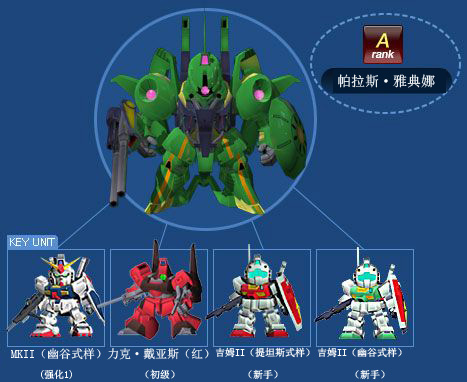 A
rank
帕拉斯·雅典娜
KEY UNIT
MKII（幽谷式样） 力克·戴亚斯（红） 吉姆II（提坦斯式样） 吉姆II（幽谷式样）
（强化1） （初级） （新手） （新手）